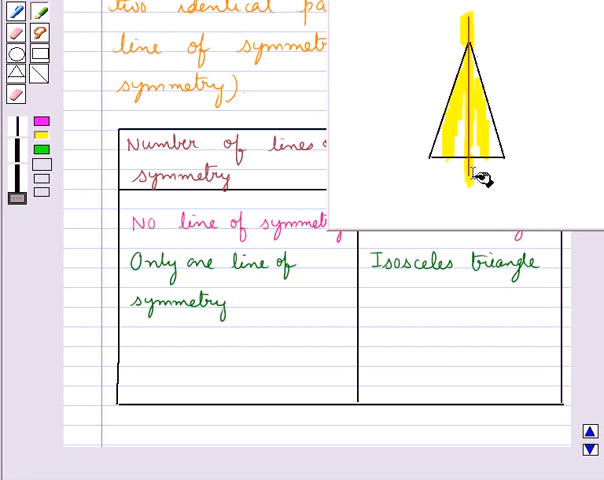 two identical pa
line of symmet
symmetry).
Number of lines o
symmetry
No line of symmetry
Only one line of
symmetry
Isosceles triangle